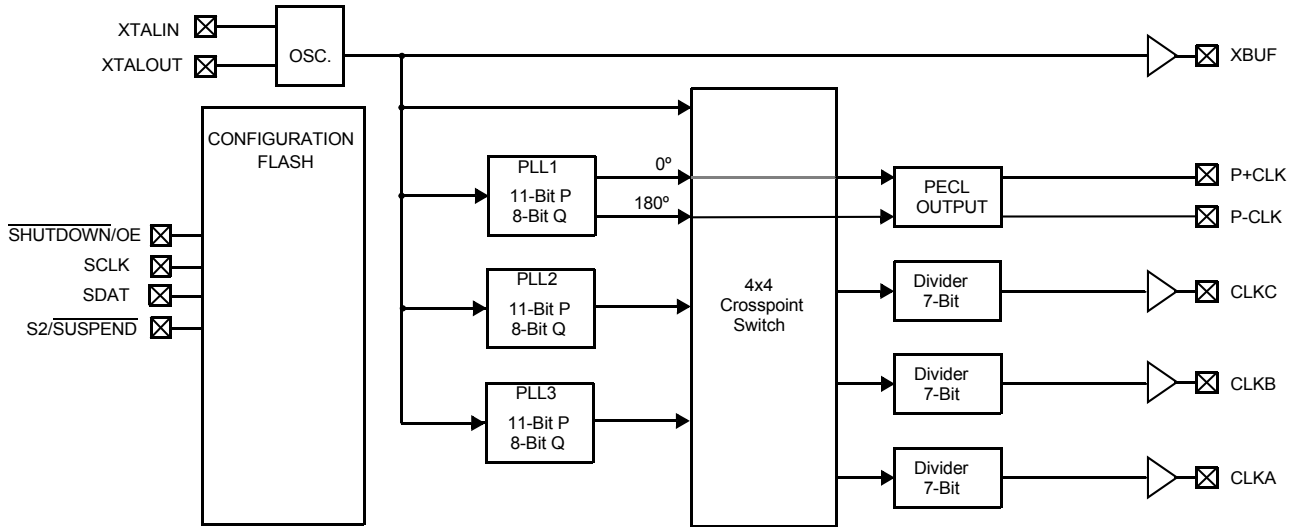 XTALIN
XTALOUT
OSC.
XBUF
CONFIGURATION
FLASH
SHUTDOWN/OE
SCLK
SDAT
S2/SUSPEND
PLL1
11-Bit P
8-Bit Q
0º
180º
PLL2
11-Bit P
8-Bit Q
PLL3
11-Bit P
8-Bit Q
4x4
Crosspoint
Switch
PECL
OUTPUT
P+CLK
P-CLK
Divider
7-Bit
CLKC
Divider
7-Bit
CLKB
Divider
7-Bit
CLKA